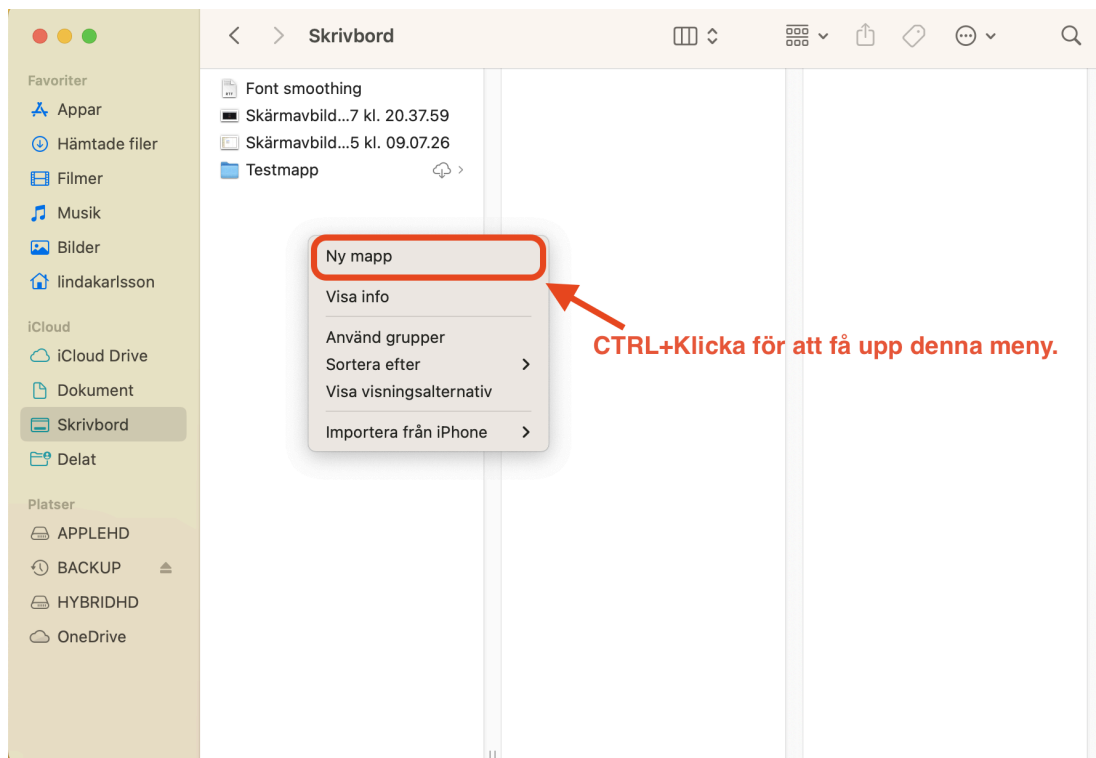 Skrivbord
Favoriter
Appar
Hämtade filer
Filmer
Musik
Bilder
lindakarlsson
iCloud
iCloud Drive
Dokument
Skrivbord
Delat
Platser
APPLEHD
BACKUP
HYBRIDHD
OneDrive
Font smoothing
Skärmavbild...7 kl. 20.37.59
Skärmavbild...5 kl. 09.07.26
Testmapp
Ny mapp
Visa info
Använd grupper
Sortera efter
Visa visningsalternativ
Importera från iPhone
CTRL+Klicka för att få upp denna meny.